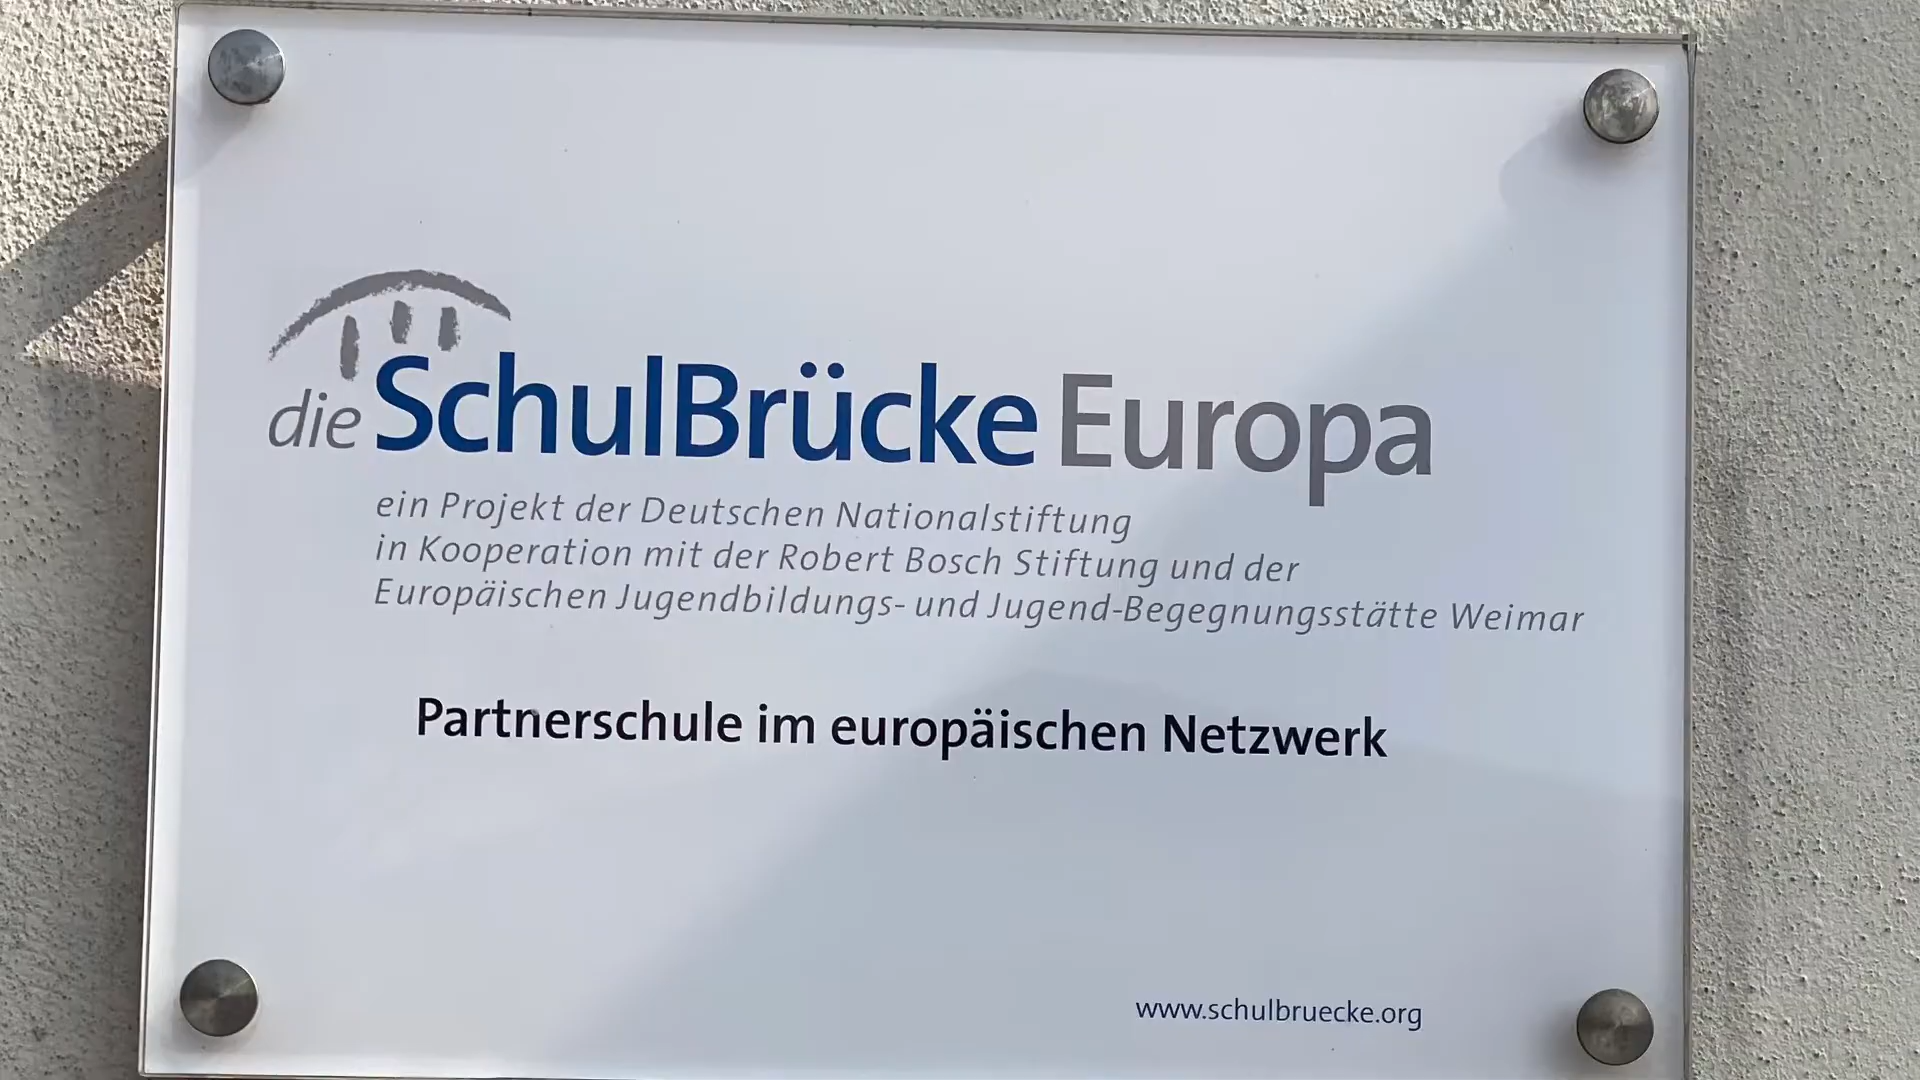 die SchulBrücke Europa
ein Projekt der Deutschen Nationalstiftung
in Kooperation mit der Robert Bosch Stiftung und der
Europäischen Jugendbildungs- und Jugend-Begegnungsstätte Weimar
Partnerschule im europäischen Netzwerk
www.schulbruecke.org